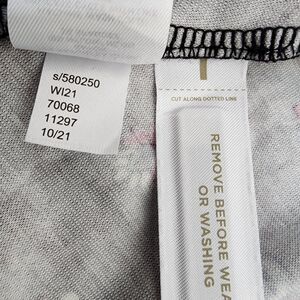 s/580250
WI21
70068
11297
10/21
CUT ALONG DOTTED LINE
REMOVE BEFORE WEA
OR WASHING